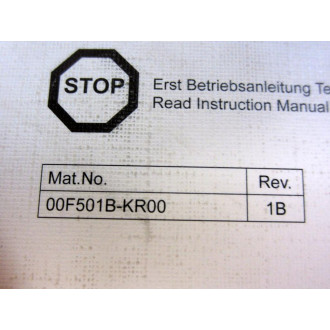 STOP
Erst Betriebsanleitung
Read Instruction Manual
Mat.No. Rev.
00F501B-KR00 1B